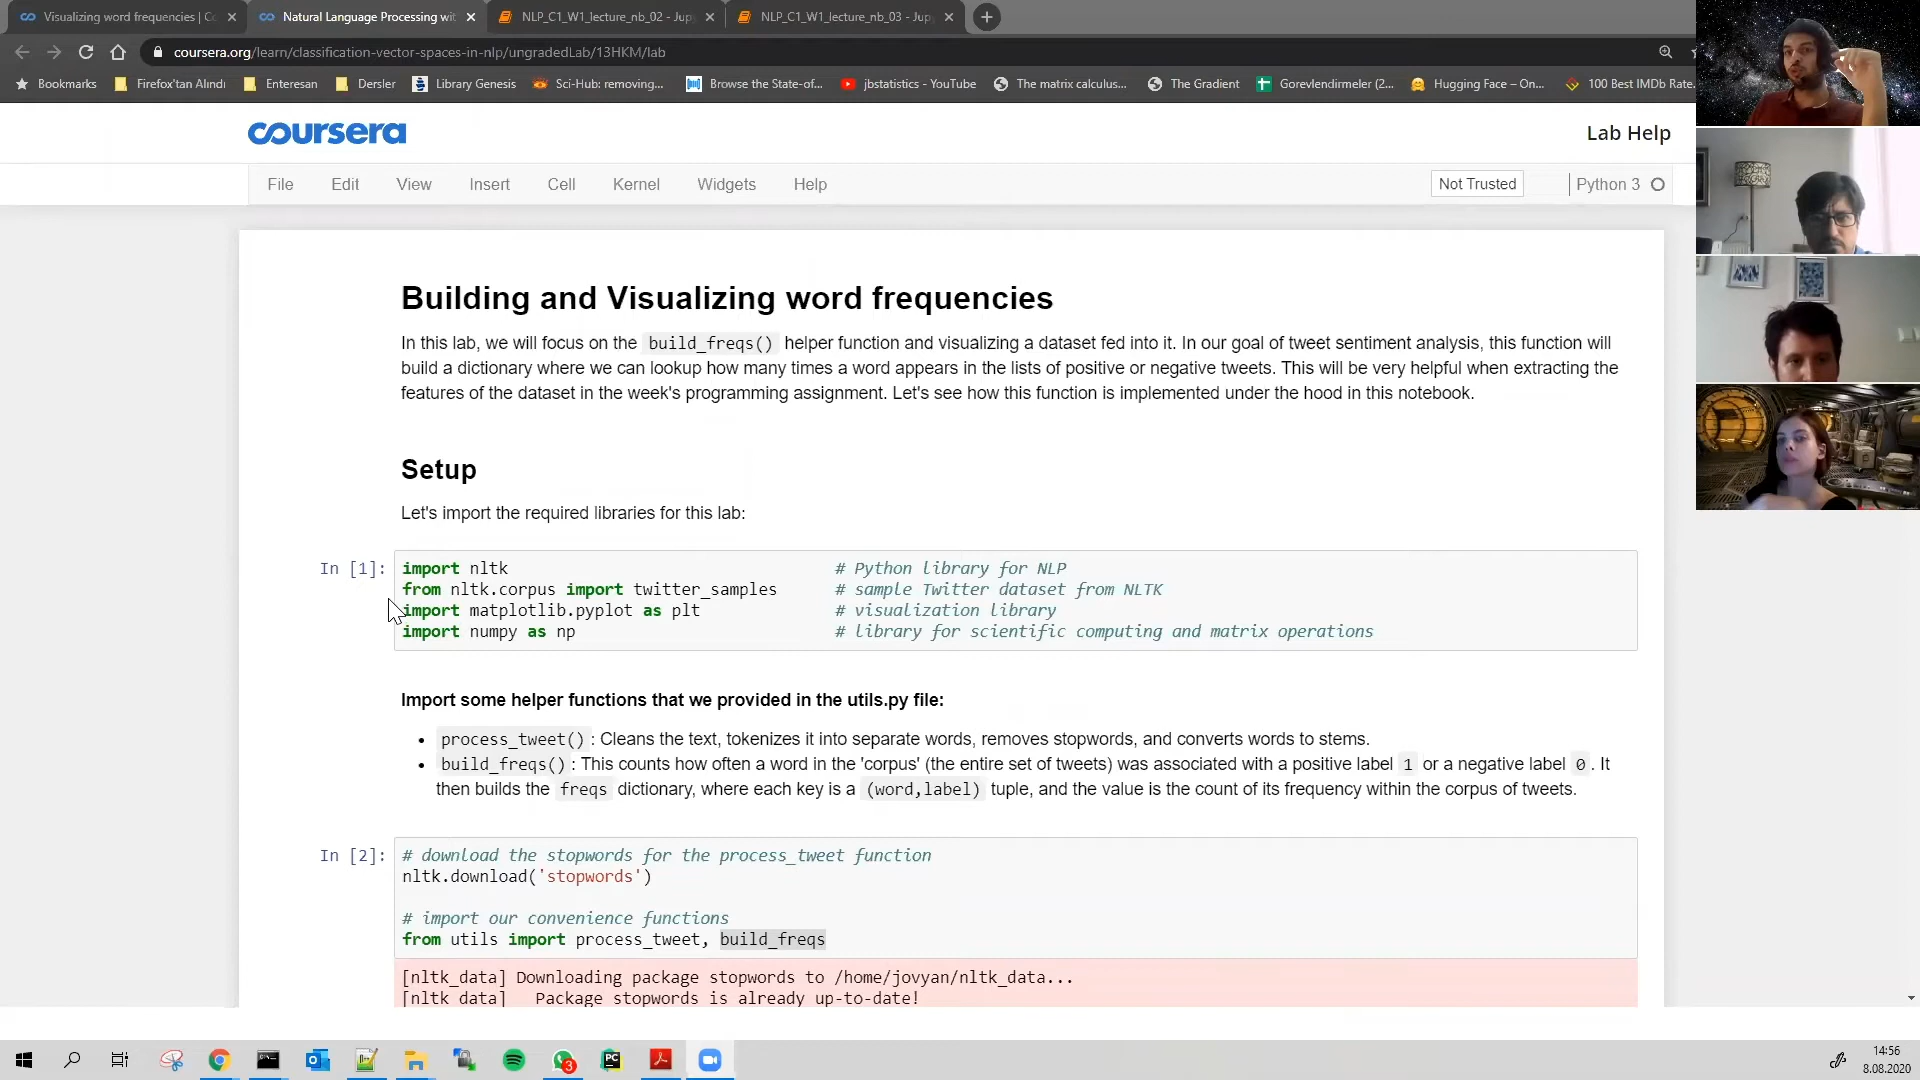 Visualizing word frequencies | Co
Natural Language Processing wit
NLP_C1_W1_lecture_nb_02 - Jup
NLP_C1_W1_lecture_nb_03 - Jup
coursera.org/learn/classification-vector-spaces-in-nlp/ungradedLab/13HKM/lab
Bookmarks
Firefox'tan Alındı
Enteresan
Dersler
Library Genesis
Sci-Hub: removing...
Browse the State-of...
jbstatistics - YouTube
The matrix calculus...
The Gradient
Gorevlendirmeler (2...
Hugging Face – On...
100 Best IMDb Rate.
coursera
Lab Help
File Edit View Insert Cell Kernel Widgets Help
Not Trusted
Python 3
Building and Visualizing word frequencies
In this lab, we will focus on the build_freqs() helper function and visualizing a dataset fed into it. In our goal of tweet sentiment analysis, this function will
build a dictionary where we can lookup how many times a word appears in the lists of positive or negative tweets. This will be very helpful when extracting the
features of the dataset in the week's programming assignment. Let's see how this function is implemented under the hood in this notebook.
Setup
Let's import the required libraries for this lab:
In [1]: import nltk # Python library for NLP
from nltk.corpus import twitter_samples # sample Twitter dataset from NLTK
import matplotlib.pyplot as plt # visualization library
import numpy as np # library for scientific computing and matrix operations
Import some helper functions that we provided in the utils.py file:
• process_tweet() : Cleans the text, tokenizes it into separate words, removes stopwords, and converts words to stems.
• build_freqs() : This counts how often a word in the 'corpus' (the entire set of tweets) was associated with a positive label 1 or a negative label 0 . It
then builds the freqs dictionary, where each key is a (word,label) tuple, and the value is the count of its frequency within the corpus of tweets.
In [2]: # download the stopwords for the process_tweet function
nltk.download('stopwords')
# import our convenience functions
from utils import process_tweet, build_freqs
[nltk_data] Downloading package stopwords to /home/jovyan/nltk_data...
[nltk_data] Package stopwords is already up-to-date!
3
PC
14:56
8.08.2020